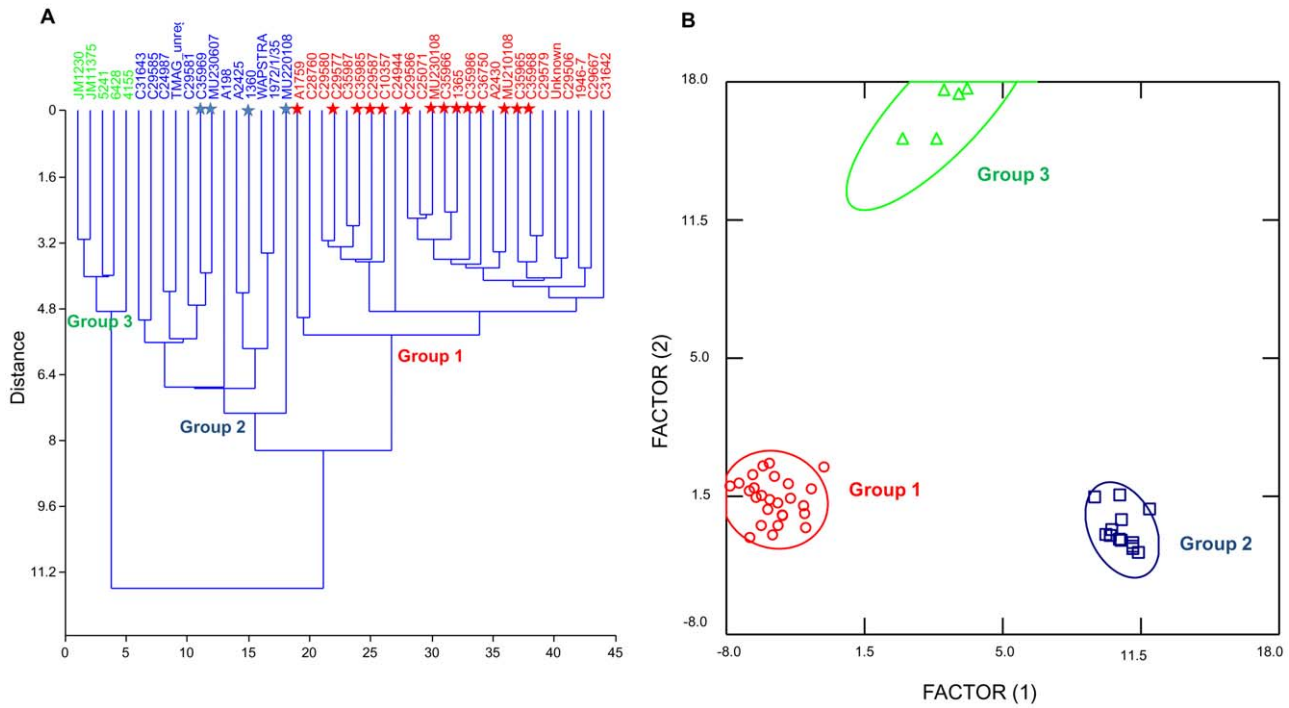 A
JM1230
JM11375
5241
6428
4155
C31643
C29585
C24987
TMAG_unreg
C29581
C35969
MU230607
A198
A2425
1360
WAPSTRA
1972/1/35
MU220108
A1759
C28760
C29580
C29577
C35987
C35985
C29587
C10357
C24944
C29586
C25071
MU230108
C35966
1365
C35986
C36750
A2430
MU210108
C35965
C35968
C29579
Unknown
C29506
1946-7
C29667
C31642
0
1.6
3.2
4.8
6.4
8
9.6
11.2
Distance
Group 3
Group 2
Group 1
0 5 10 15 20 25 30 35 40 45
B
18.0
11.5
5.0
1.5
-8.0
FACTOR (2)
Group 3
Group 1
Group 2
-8.0 1.5 5.0 11.5 18.0
FACTOR (1)